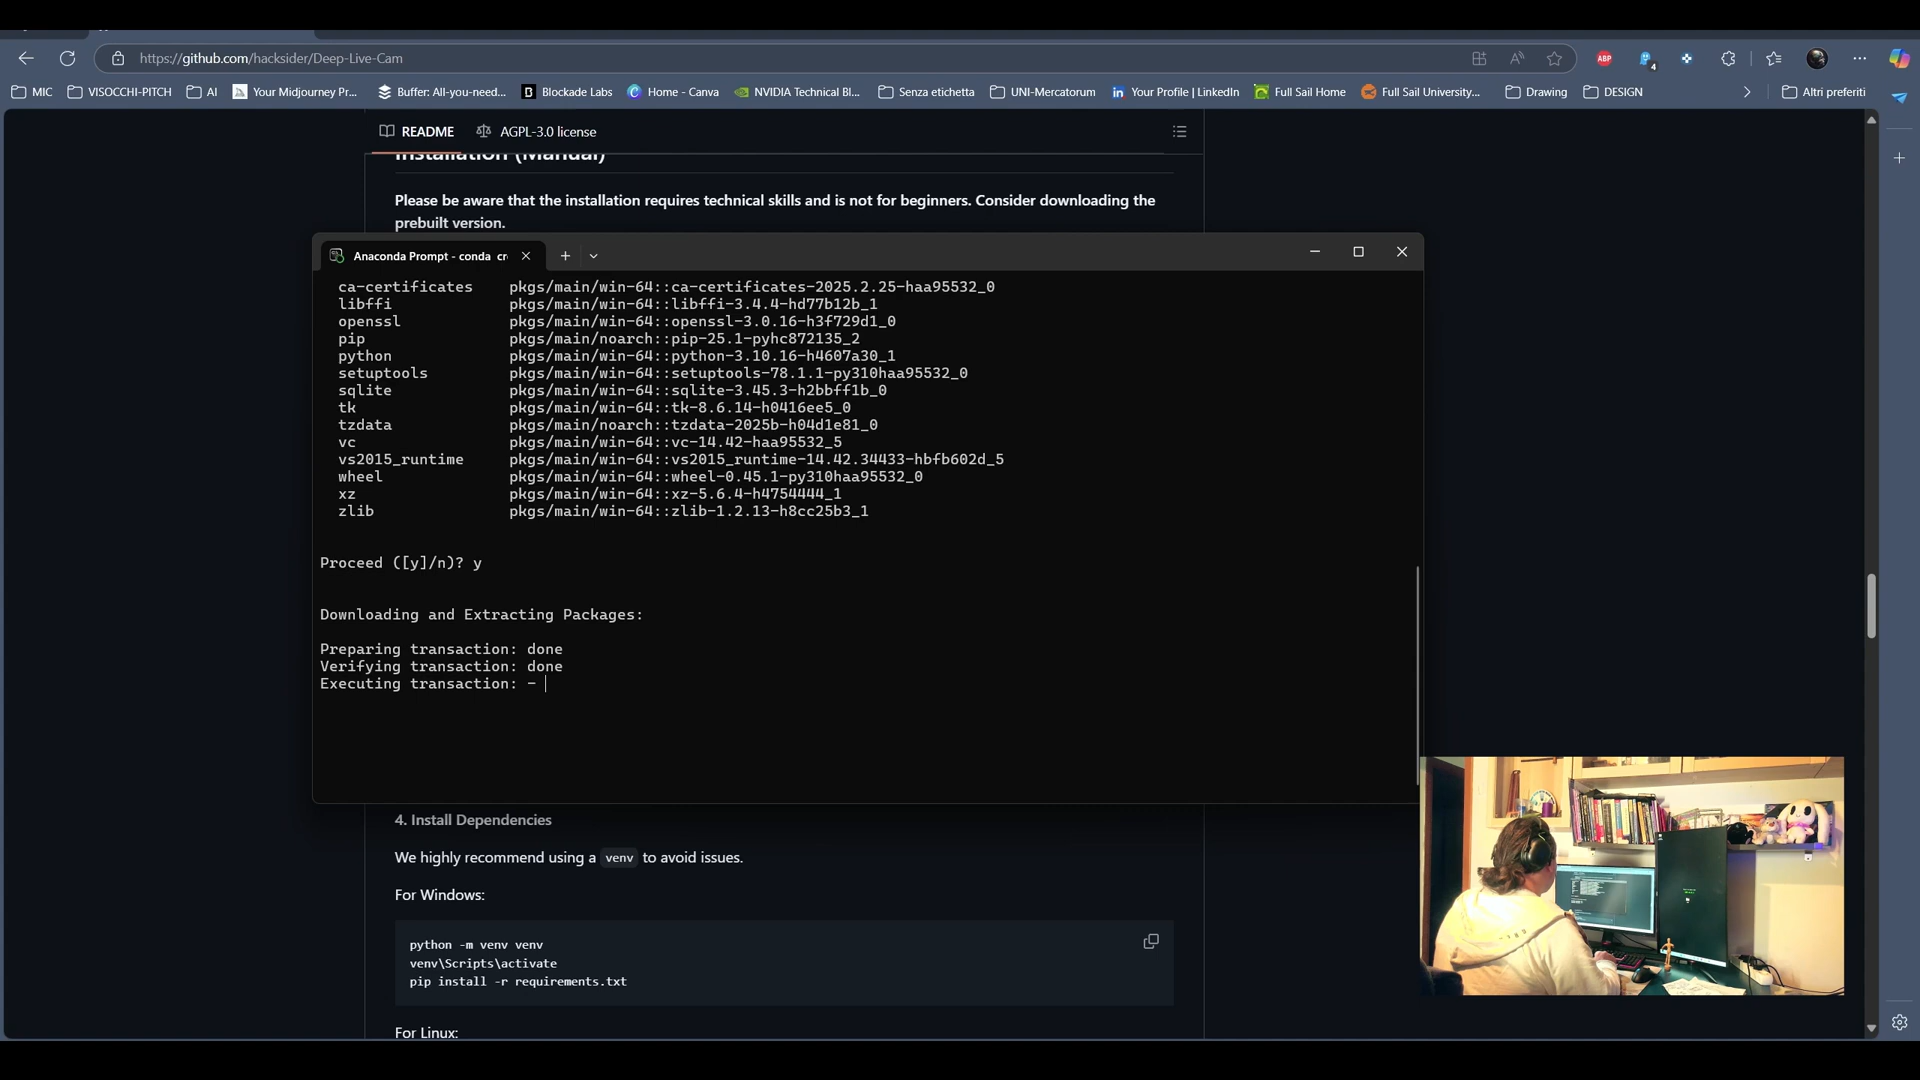 https://github.com/hacksider/Deep-Live-Cam
ABP
4
MIC
VISOCCHI-PITCH
AI
Your Midjourney Pr...
Buffer: All-you-need...
Blockade Labs
Home - Canva
NVIDIA Technical Bl...
Senza etichetta
UNI-Mercatorum
Your Profile | LinkedIn
Full Sail Home
Full Sail University...
Drawing
DESIGN
Altri preferiti
README
AGPL-3.0 license
Installation (Manual)
Please be aware that the installation requires technical skills and is not for beginners. Consider downloading the
prebuilt version.
Anaconda Prompt - conda cr
ca-certificates pkgs/main/win-64::ca-certificates-2025.2.25-haa95532_0
libffi pkgs/main/win-64::libffi-3.4.4-hd77b12b_1
openssl pkgs/main/win-64::openssl-3.0.16-h3f729d1_0
pip pkgs/main/noarch::pip-25.1-pyhc872135_2
python pkgs/main/win-64::python-3.10.16-h4607a30_1
setuptools pkgs/main/win-64::setuptools-78.1.1-py310haa95532_0
sqlite pkgs/main/win-64::sqlite-3.45.3-h2bbff1b_0
tk pkgs/main/win-64::tk-8.6.14-h0416ee5_0
tzdata pkgs/main/noarch::tzdata-2025b-h04d1e81_0
vc pkgs/main/win-64::vc-14.42-haa95532_5
vs2015_runtime pkgs/main/win-64::vs2015_runtime-14.42.34433-hbfb602d_5
wheel pkgs/main/win-64::wheel-0.45.1-py310haa95532_0
xz pkgs/main/win-64::xz-5.6.4-h4754444_1
zlib pkgs/main/win-64::zlib-1.2.13-h8cc25b3_1
Proceed ([y]/n)? y
Downloading and Extracting Packages:
Preparing transaction: done
Verifying transaction: done
Executing transaction: -
4. Install Dependencies
We highly recommend using a venv to avoid issues.
For Windows:
python -m venv venv
venv\Scripts\activate
pip install -r requirements.txt
For Linux: